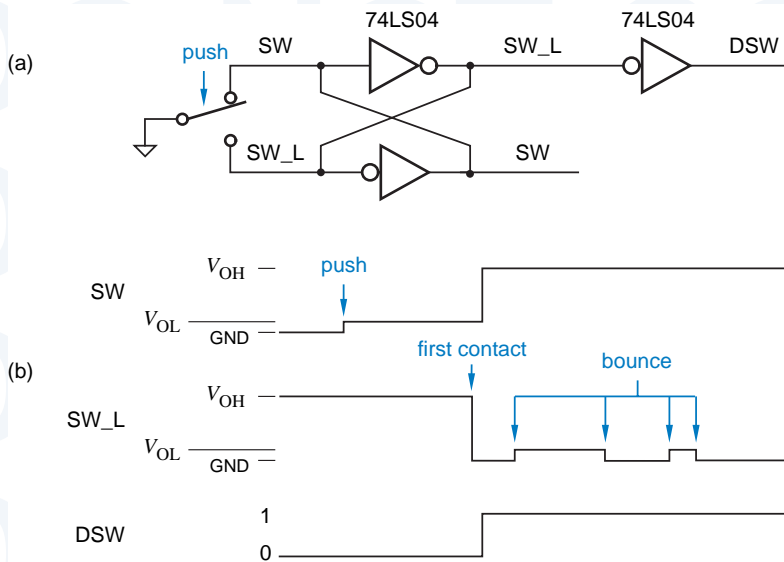 74LS04 74LS04
SW SW_L DSW
push
(a)
SW_L SW
VOH
push
SW
VOL
GND
first contact bounce
(b)
VOH
SW_L
VOL
GND
1
DSW
0